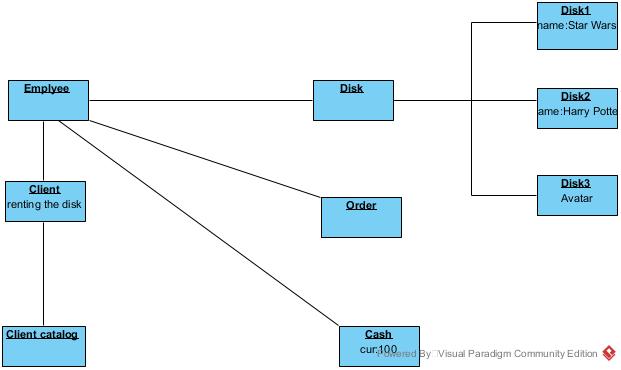 Disk1
name:Star Wars
Emplyee
Disk
Disk2
ame:Harry Potte
Disk3
Avatar
Client
renting the disk
Order
Client catalog
Cash
cur:100
Powered By Visual Paradigm Community Edition